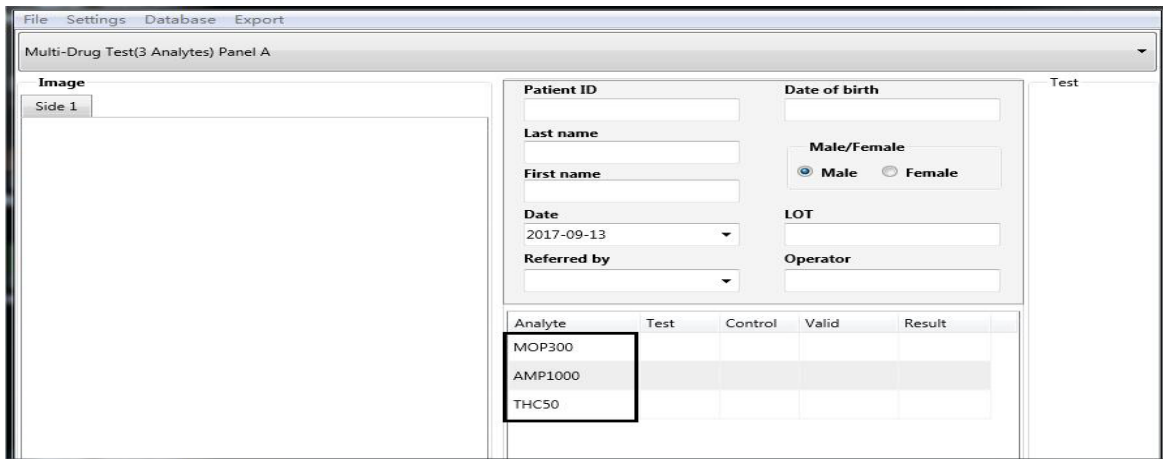 File Settings Database Export
Multi-Drug Test(3 Analytes) Panel A
Image
Side 1
Patient ID
Date of birth
Last name
Male/Female
Male
Female
First name
Date
LOT
2017-09-13
Referred by
Operator
Test
Analyte Test Control Valid Result
MOP300
AMP1000
THC50